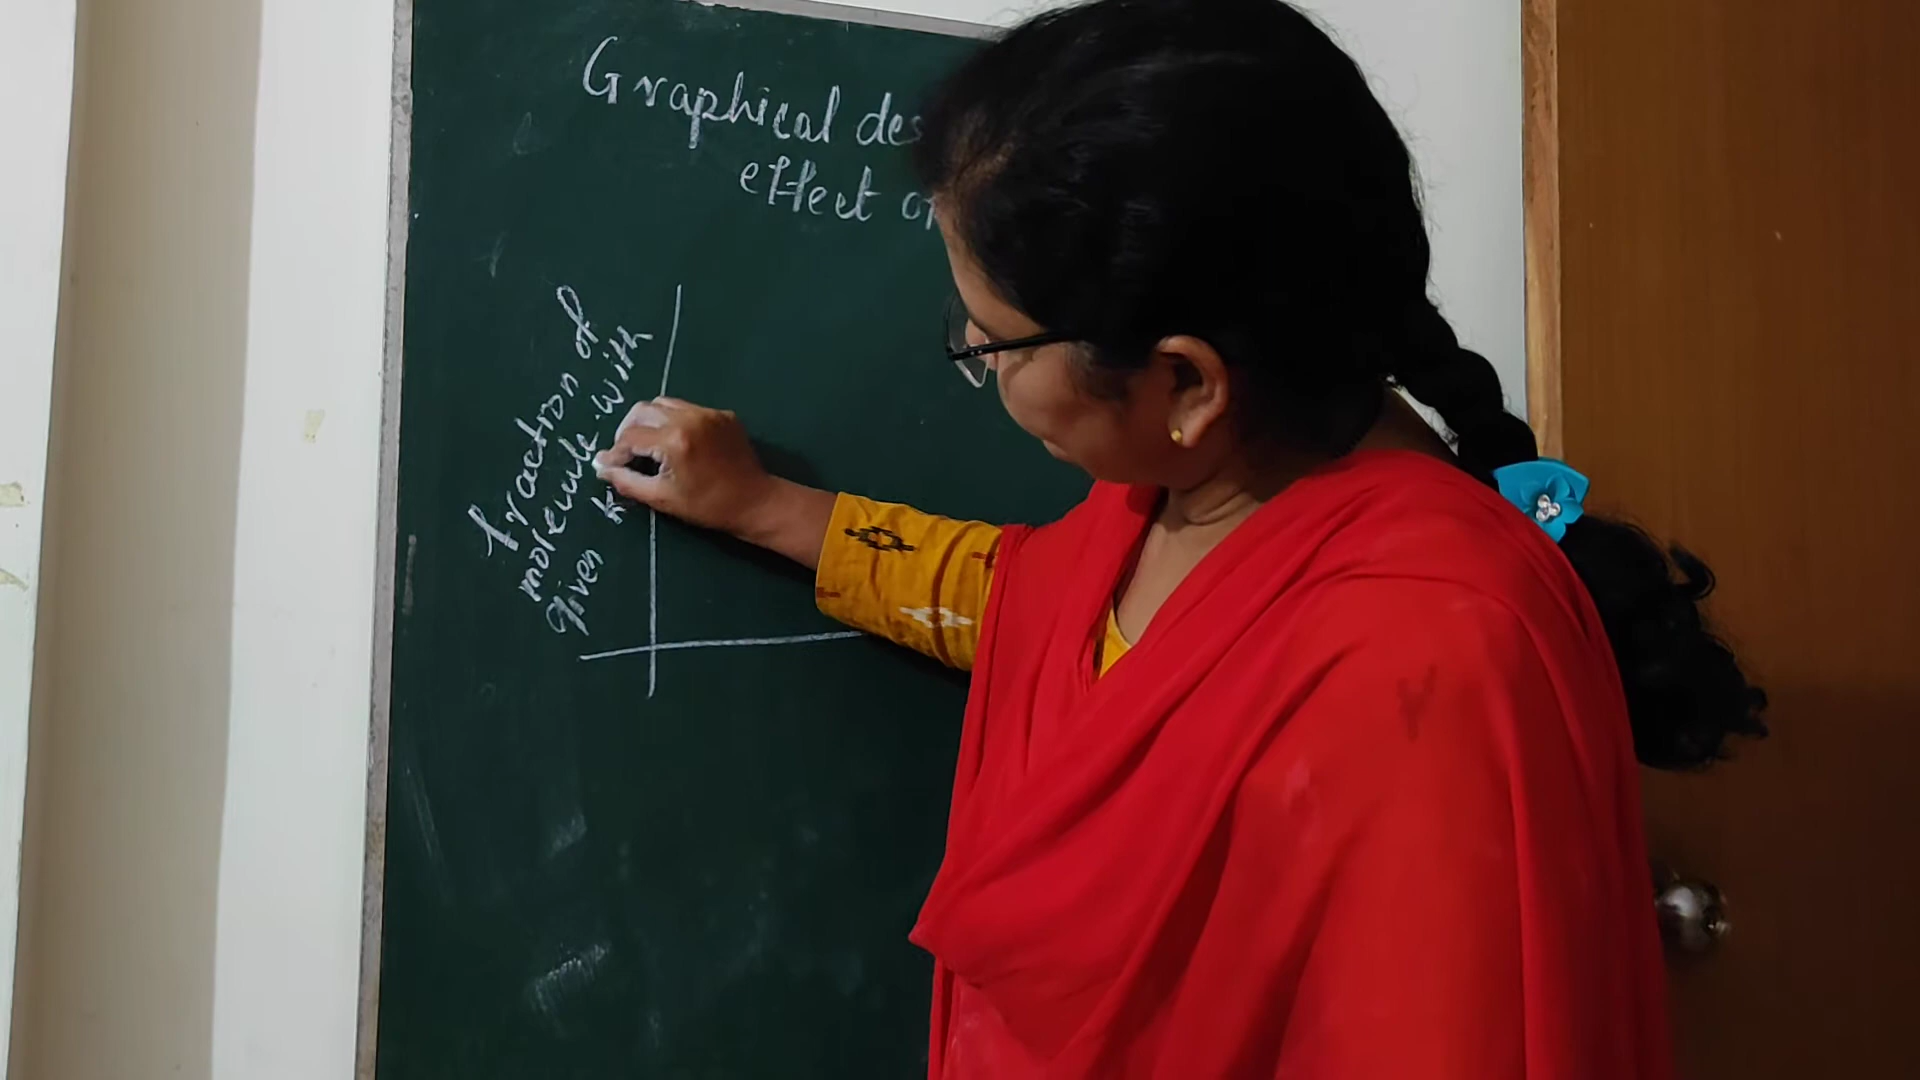 Graphical des
effect of
fraction of
molecule with
given k